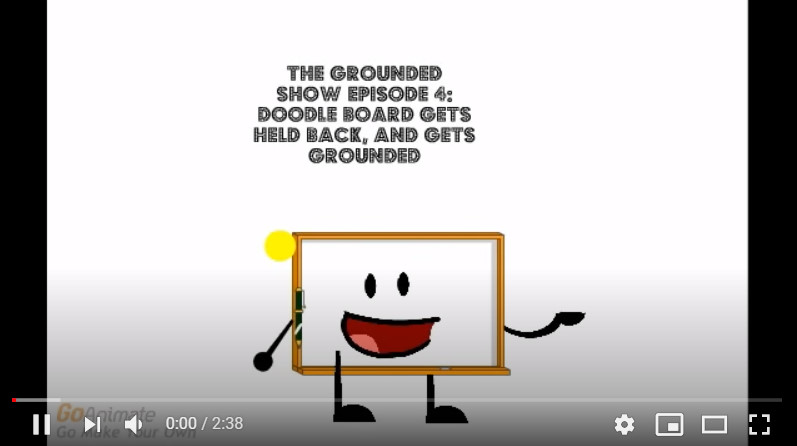 THE GROUNDED
SHOW EPISODE 4:
DOODLE BOARD GETS
HELD BACK, AND GETS
GROUNDED
GoAnimate
Go Make Your Own
0:00 / 2:38